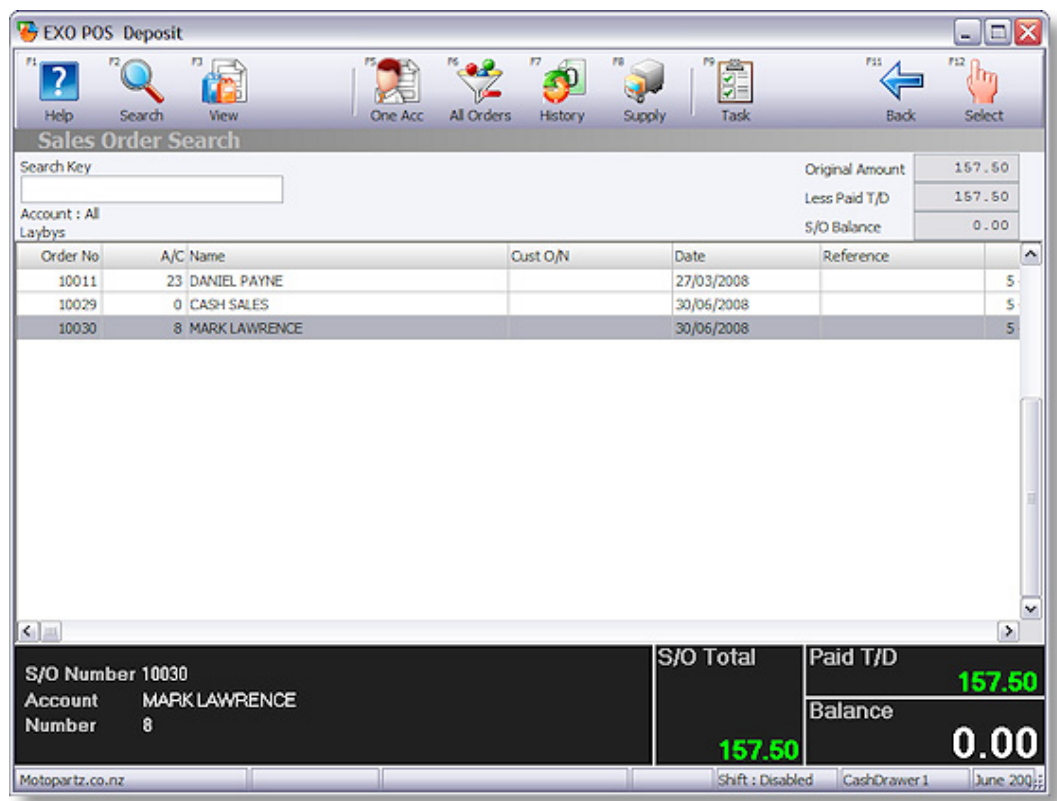 EXO POS Deposit
F1 F2 F3 F5 F6 F7 F8 F9 F11 F12
Help Search View One Acc All Orders History Supply Task Back Select
Sales Order Search
Search Key
Original Amount 157.50
Less Paid T/D 157.50
Account : All
S/O Balance 0.00
Laybys
Order No A/C Name Cust O/N Date Reference
10011 23 DANIEL PAYNE 27/03/2008 5
10029 0 CASH SALES 30/06/2008 5
10030 8 MARK LAWRENCE 30/06/2008 5
S/O Total Paid T/D
S/O Number 10030
157.50
Account MARK LAWRENCE
Balance
Number 8
157.50 0.00
Motopartz.co.nz Shift : Disabled CashDrawer1 June 200